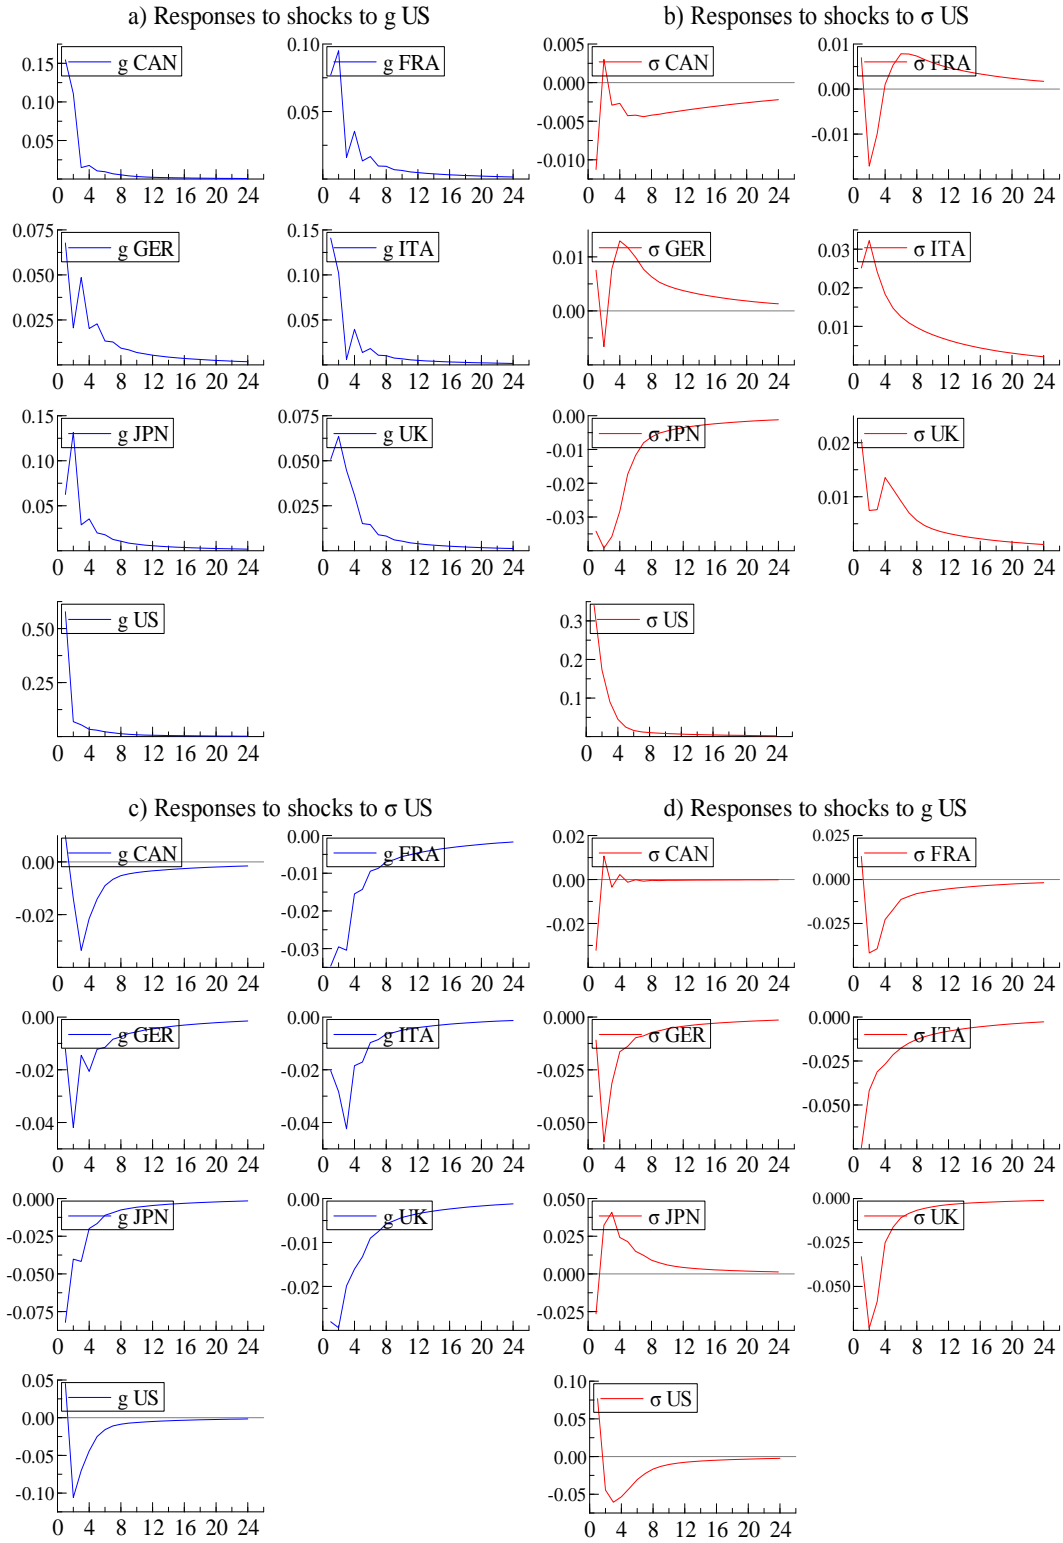 a) Responses to shocks to g US
b) Responses to shocks to σ US
g CAN
0.15
0.10
0.05
0 4 8 12 16 20 24
g FRA
0.10
0.05
0 4 8 12 16 20 24
σ CAN
0.005
0.000
-0.005
-0.010
0 4 8 12 16 20 24
σ FRA
0.01
0.00
-0.01
0 4 8 12 16 20 24
g GER
0.075
0.050
0.025
0 4 8 12 16 20 24
g ITA
0.15
0.10
0.05
0 4 8 12 16 20 24
σ GER
0.01
0.00
0 4 8 12 16 20 24
σ ITA
0.03
0.02
0.01
0 4 8 12 16 20 24
g JPN
0.15
0.10
0.05
0 4 8 12 16 20 24
g UK
0.075
0.050
0.025
0 4 8 12 16 20 24
σ JPN
0.00
-0.01
-0.02
-0.03
0 4 8 12 16 20 24
σ UK
0.02
0.01
0 4 8 12 16 20 24
g US
0.50
0.25
0 4 8 12 16 20 24
σ US
0.3
0.2
0.1
0 4 8 12 16 20 24
c) Responses to shocks to σ US
d) Responses to shocks to g US
g CAN
0.00
-0.02
0 4 8 12 16 20 24
g FRA
0.00
-0.01
-0.02
-0.03
0 4 8 12 16 20 24
σ CAN
0.02
0.00
-0.02
0 4 8 12 16 20 24
σ FRA
0.025
0.000
-0.025
0 4 8 12 16 20 24
g GER
0.00
-0.02
-0.04
0 4 8 12 16 20 24
g ITA
0.00
-0.02
-0.04
0 4 8 12 16 20 24
σ GER
0.000
-0.025
-0.050
0 4 8 12 16 20 24
σ ITA
0.000
-0.025
-0.050
0 4 8 12 16 20 24
g JPN
0.000
-0.025
-0.050
-0.075
0 4 8 12 16 20 24
g UK
0.00
-0.01
-0.02
0 4 8 12 16 20 24
σ JPN
0.050
0.025
0.000
-0.025
0 4 8 12 16 20 24
σ UK
0.000
-0.025
-0.050
0 4 8 12 16 20 24
g US
0.05
0.00
-0.05
-0.10
0 4 8 12 16 20 24
σ US
0.10
0.05
0.00
-0.05
0 4 8 12 16 20 24